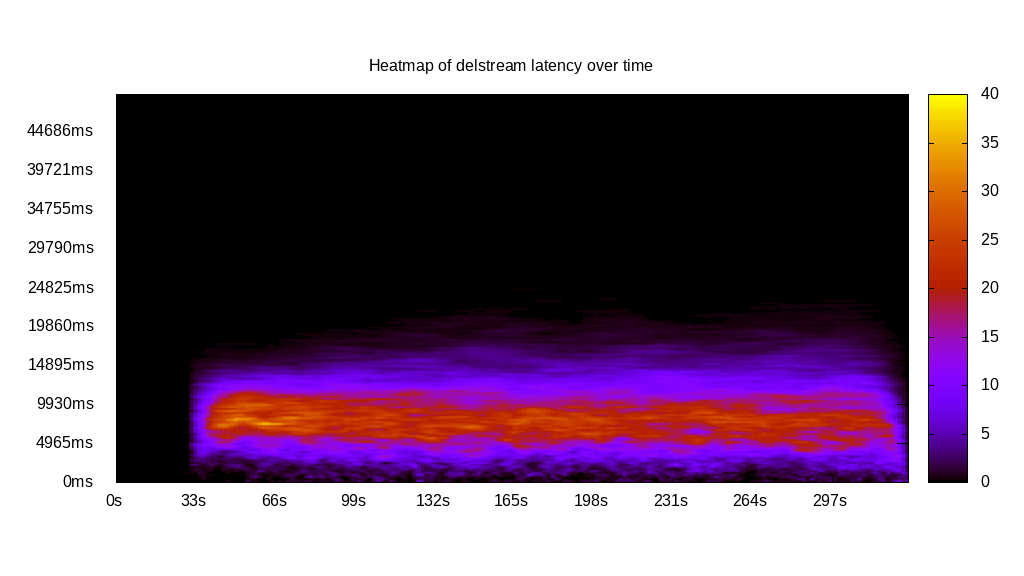 Heatmap of delstream latency over time
44686ms
39721ms
34755ms
29790ms
24825ms
19860ms
14895ms
9930ms
4965ms
0ms
0s 33s 66s 99s 132s 165s 198s 231s 264s 297s
40
35
30
25
20
15
10
5
0